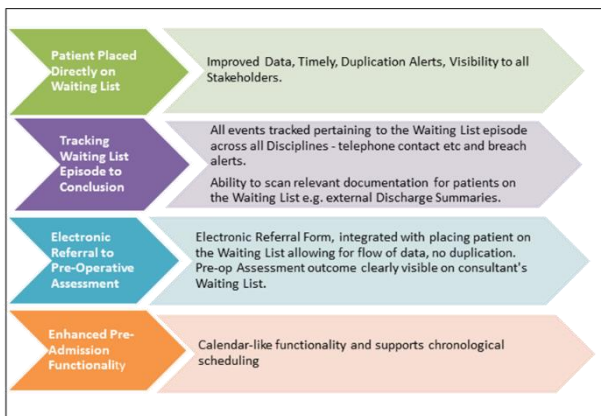 Patient Placed
Directly on
Waiting List
Improved Data, Timely, Duplication Alerts, Visibility to all
Stakeholders.
Tracking
Waiting List
Episode to
Conclusion
All events tracked pertaining to the Waiting List episode
across all Disciplines - telephone contact etc and breach
alerts.
Ability to scan relevant documentation for patients on
the Waiting List e.g. external Discharge Summaries.
Electronic
Referral to
Pre-Operative
Assessment
Electronic Referral Form, integrated with placing patient on
the Waiting List allowing for flow of data, no duplication.
Pre-op Assessment outcome clearly visible on consultant's
Waiting List.
Enhanced Pre-
Admission
Functionality
Calendar-like functionality and supports chronological
scheduling